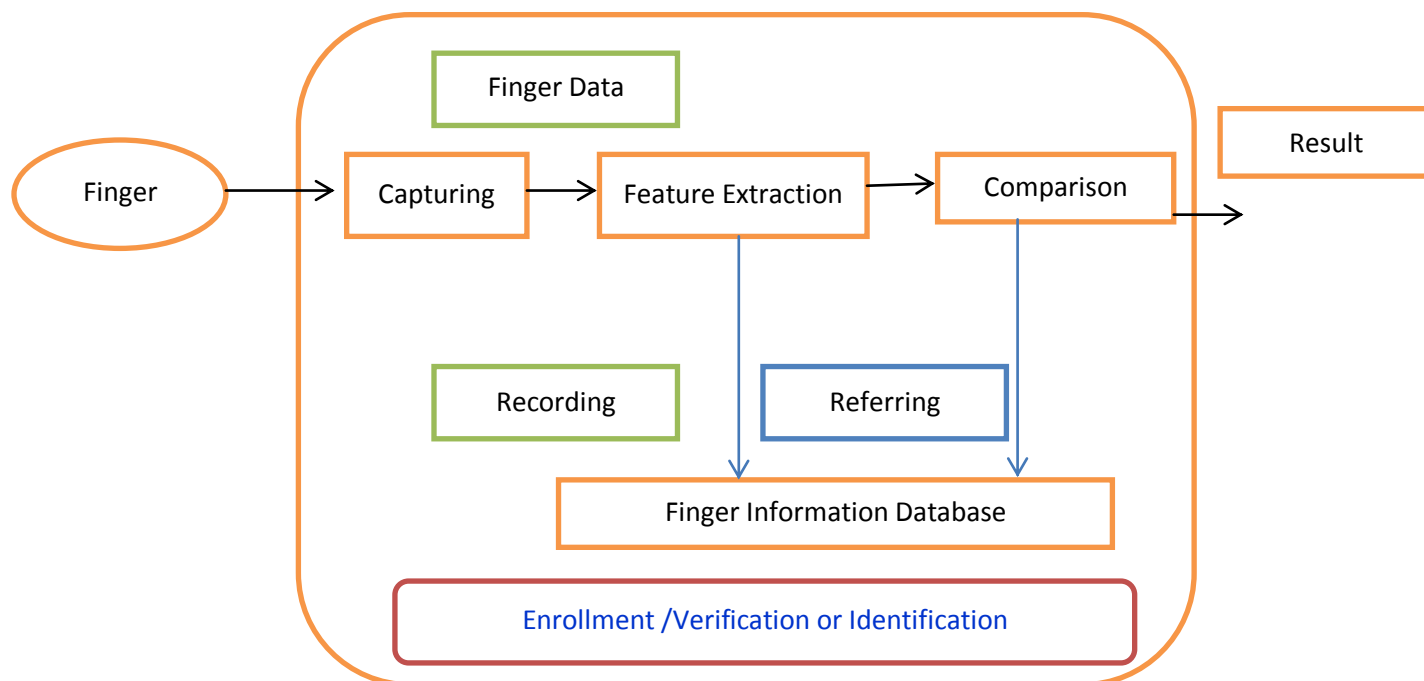 Finger Data
Result
Finger
Capturing
Feature Extraction
Comparison
Recording
Referring
Finger Information Database
Enrollment /Verification or Identification